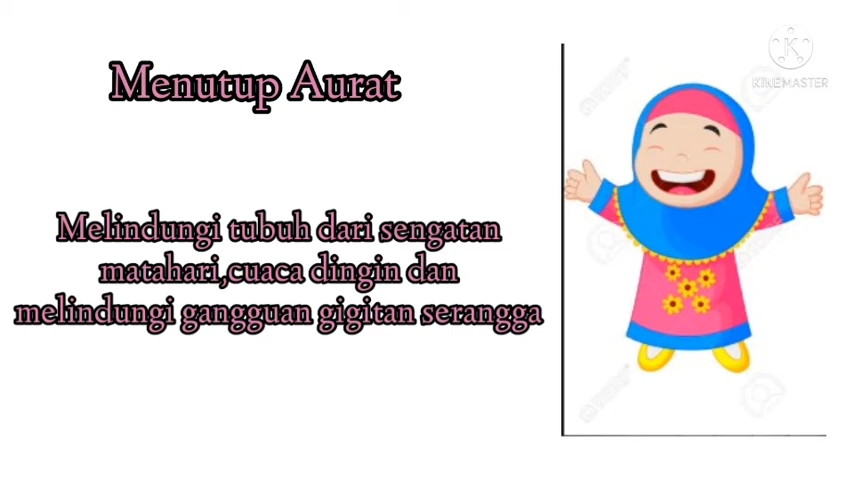 Menutup Aurat
Melindungi tubuh dari sengatan
matahari,cuaca dingin dan
melindungi gangguan gigitan serangga
KINEMASTER